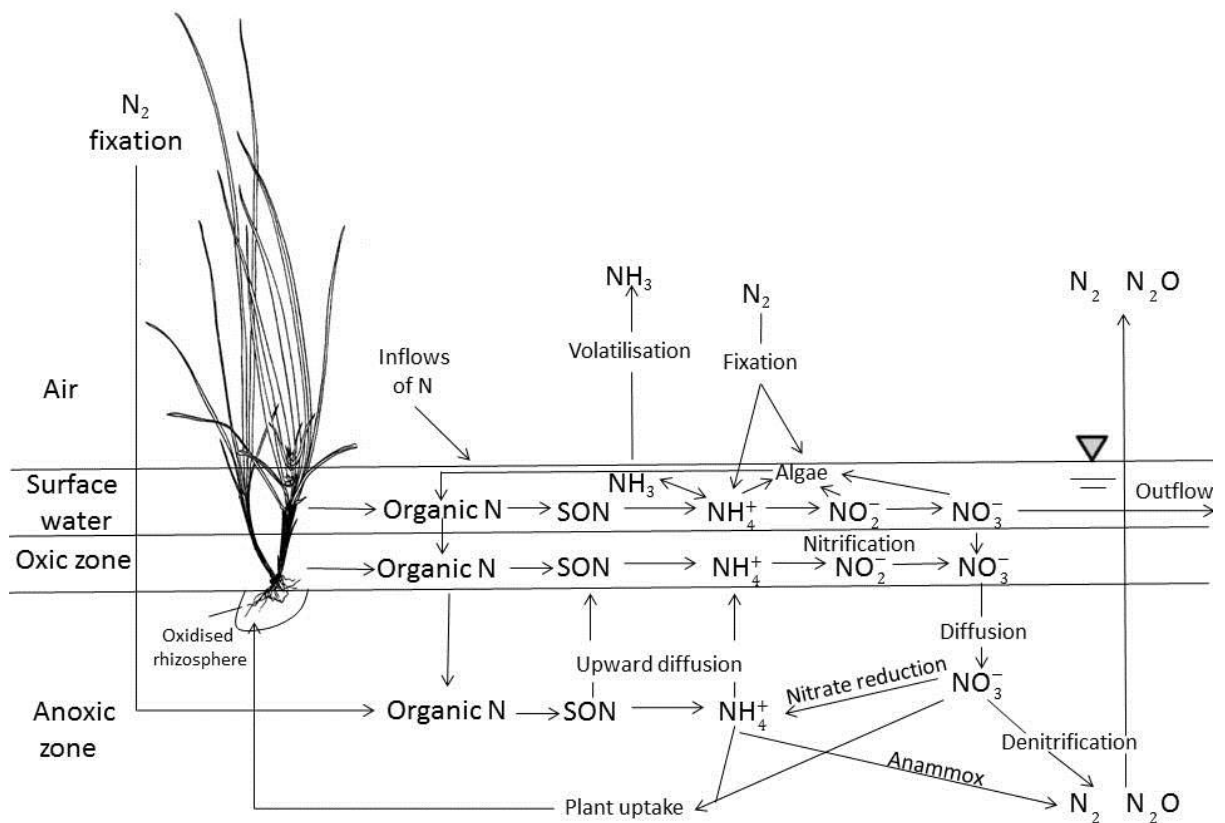 N₂
fixation
NH₃
N₂
N₂ N₂O
Volatilisation
Fixation
Inflows
of N
Air
Surface
water
NH₃
Algae
Organic N
SON
NH₄⁺
NO₂⁻
NO₃⁻
Outflow
Oxic zone
Nitrification
Organic N
SON
NH₄⁺
NO₂⁻
NO₃⁻
Oxidised
rhizosphere
Diffusion
Upward diffusion
Nitrate reduction
NO₃⁻
Anoxic
zone
Organic N
SON
NH₄⁺
Denitrification
Anammox
Plant uptake
N₂ N₂O